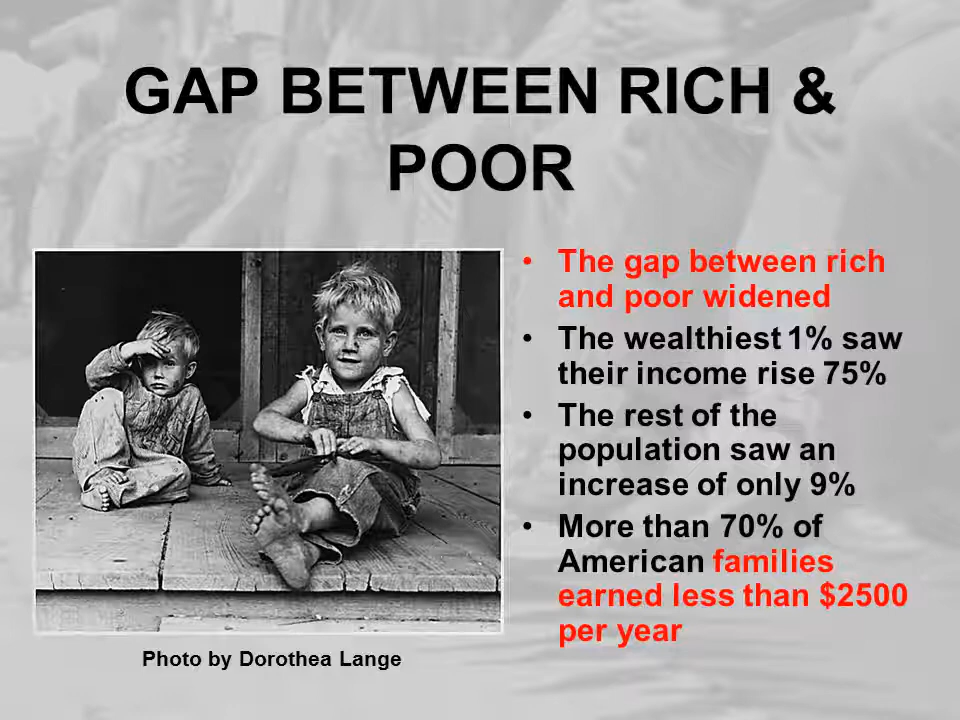 GAP BETWEEN RICH &
POOR
• The gap between rich
and poor widened
• The wealthiest 1% saw
their income rise 75%
• The rest of the
population saw an
increase of only 9%
• More than 70% of
American families
earned less than $2500
per year
Photo by Dorothea Lange